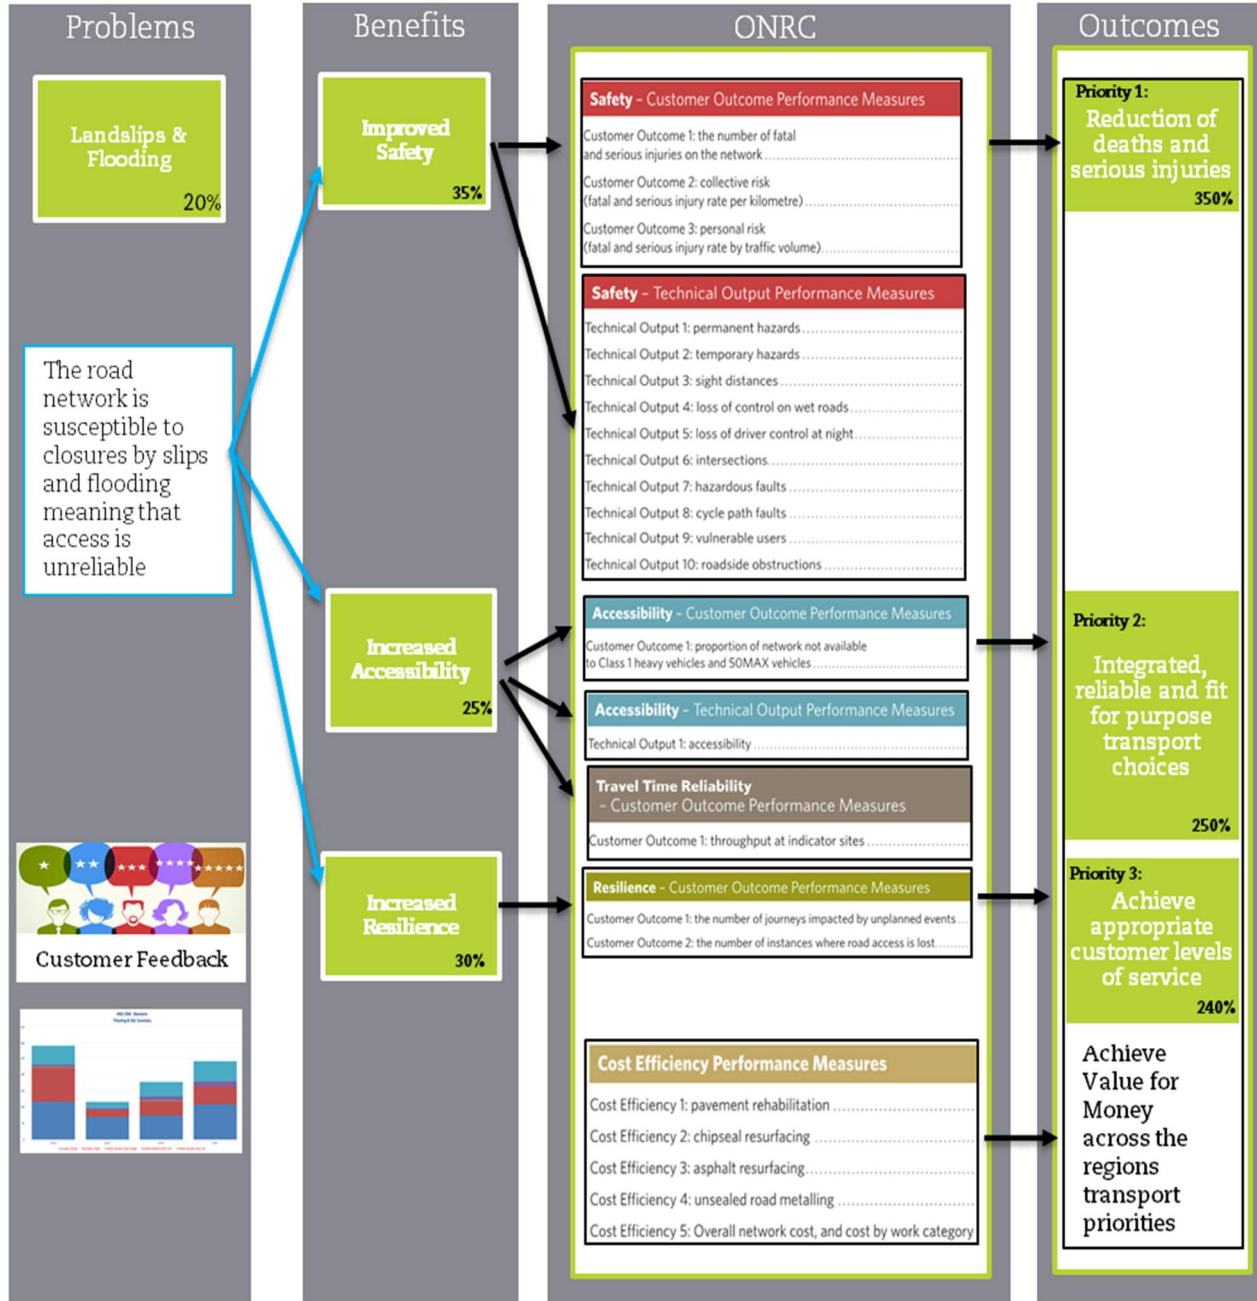 Problems
Landslips &
Flooding
20%
The road
network is
susceptible to
closures by slips
and flooding
meaning that
access is
unreliable
Customer Feedback
Benefits
Improved
Safety
35%
Increased
Accessibility
25%
Increased
Resilience
30%
ONRC
Safety – Customer Outcome Performance Measures
Customer Outcome 1: the number of fatal
and serious injuries on the network
Customer Outcome 2: collective risk
(fatal and serious injury rate per kilometre)
Customer Outcome 3: personal risk
(fatal and serious injury rate by traffic volume)
Safety – Technical Output Performance Measures
Technical Output 1: permanent hazards
Technical Output 2: temporary hazards
Technical Output 3: sight distances
Technical Output 4: loss of control on wet roads
Technical Output 5: loss of driver control at night
Technical Output 6: intersections
Technical Output 7: hazardous faults
Technical Output 8: cycle path faults
Technical Output 9: vulnerable users
Technical Output 10: roadside obstructions
Accessibility – Customer Outcome Performance Measures
Customer Outcome 1: proportion of network not available
to Class 1 heavy vehicles and 50MAX vehicles
Accessibility – Technical Output Performance Measures
Technical Output 1: accessibility
Travel Time Reliability
– Customer Outcome Performance Measures
Customer Outcome 1: throughput at indicator sites
Resilience – Customer Outcome Performance Measures
Customer Outcome 1: the number of journeys impacted by unplanned events
Customer Outcome 2: the number of instances where road access is lost
Cost Efficiency Performance Measures
Cost Efficiency 1: pavement rehabilitation
Cost Efficiency 2: chipseal resurfacing
Cost Efficiency 3: asphalt resurfacing
Cost Efficiency 4: unsealed road metalling
Cost Efficiency 5: Overall network cost, and cost by work category
Outcomes
Priority 1:
Reduction of
deaths and
serious injuries
350%
Priority 2:
Integrated,
reliable and fit
for purpose
transport
choices
250%
Priority 3:
Achieve
appropriate
customer levels
of service
240%
Achieve
Value for
Money
across the
regions
transport
priorities